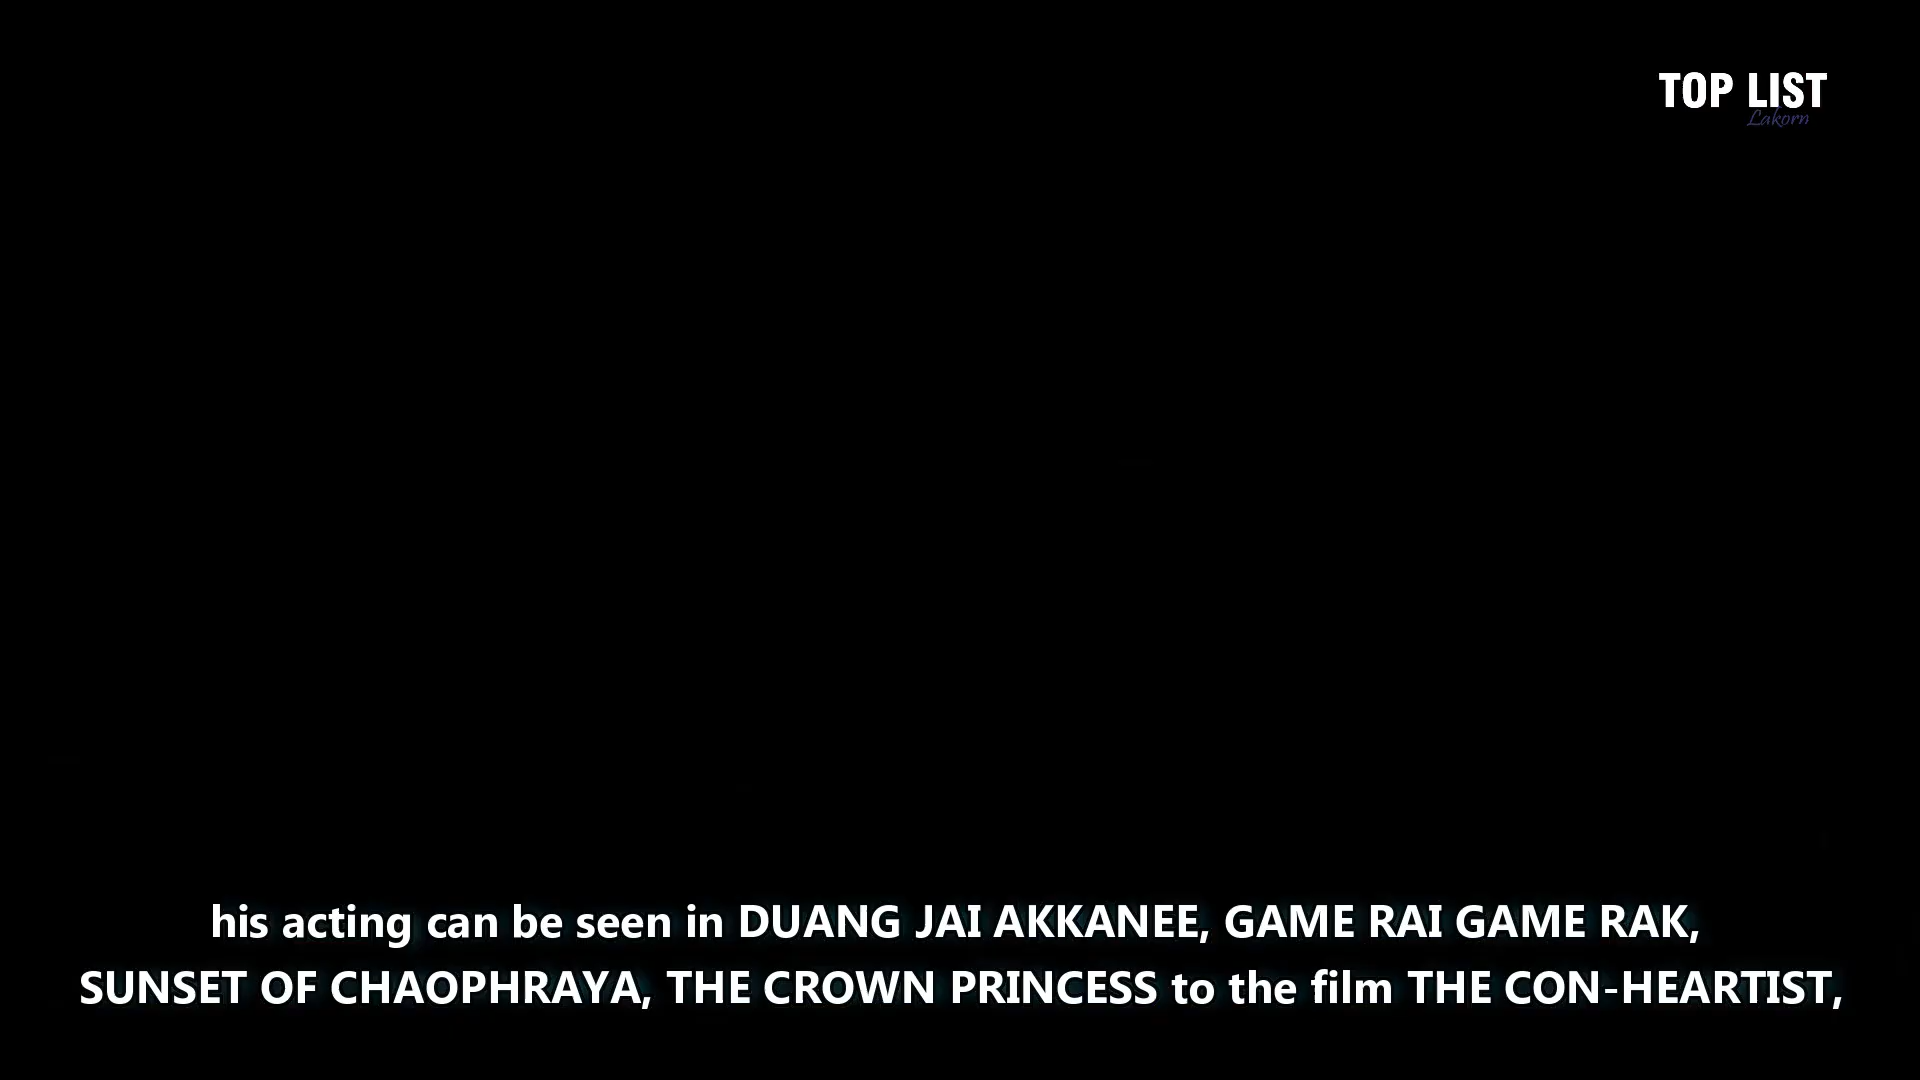 TOP LIST
Lakorn
his acting can be seen in DUANG JAI AKKANEE, GAME RAI GAME RAK,
SUNSET OF CHAOPHRAYA, THE CROWN PRINCESS to the film THE CON-HEARTIST,